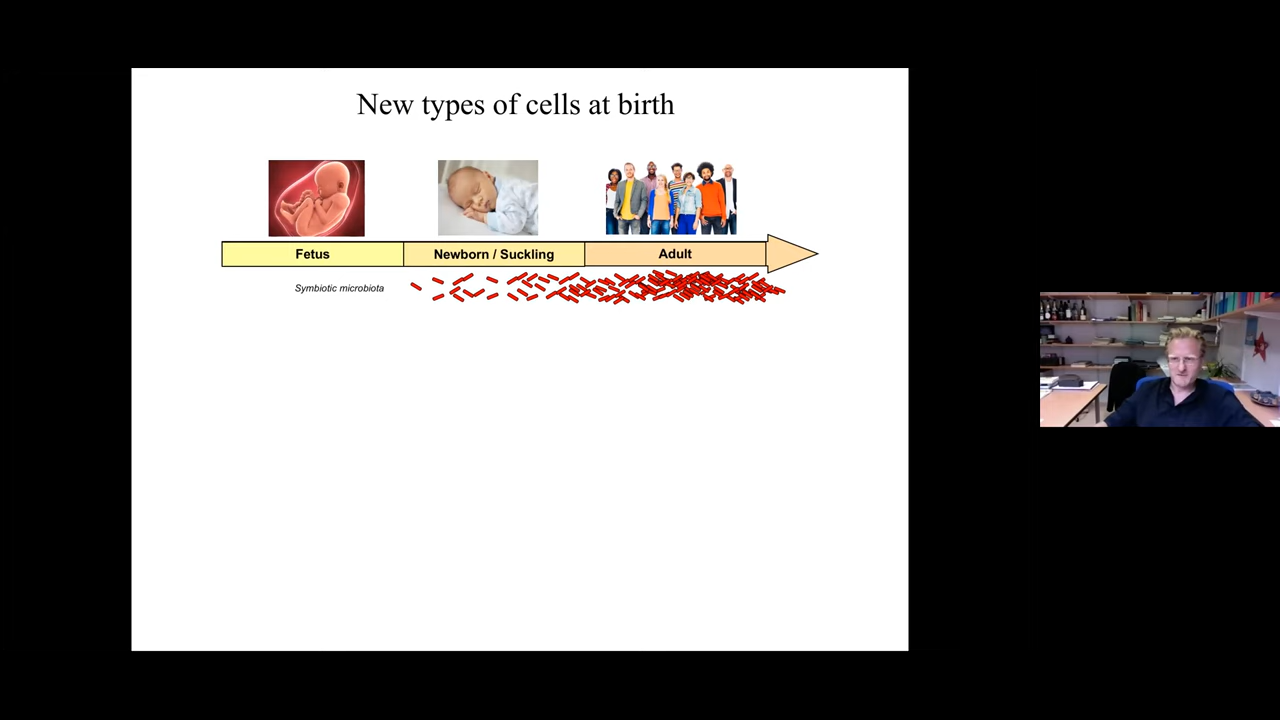 New types of cells at birth
Fetus
Newborn / Suckling
Adult
Symbiotic microbiota